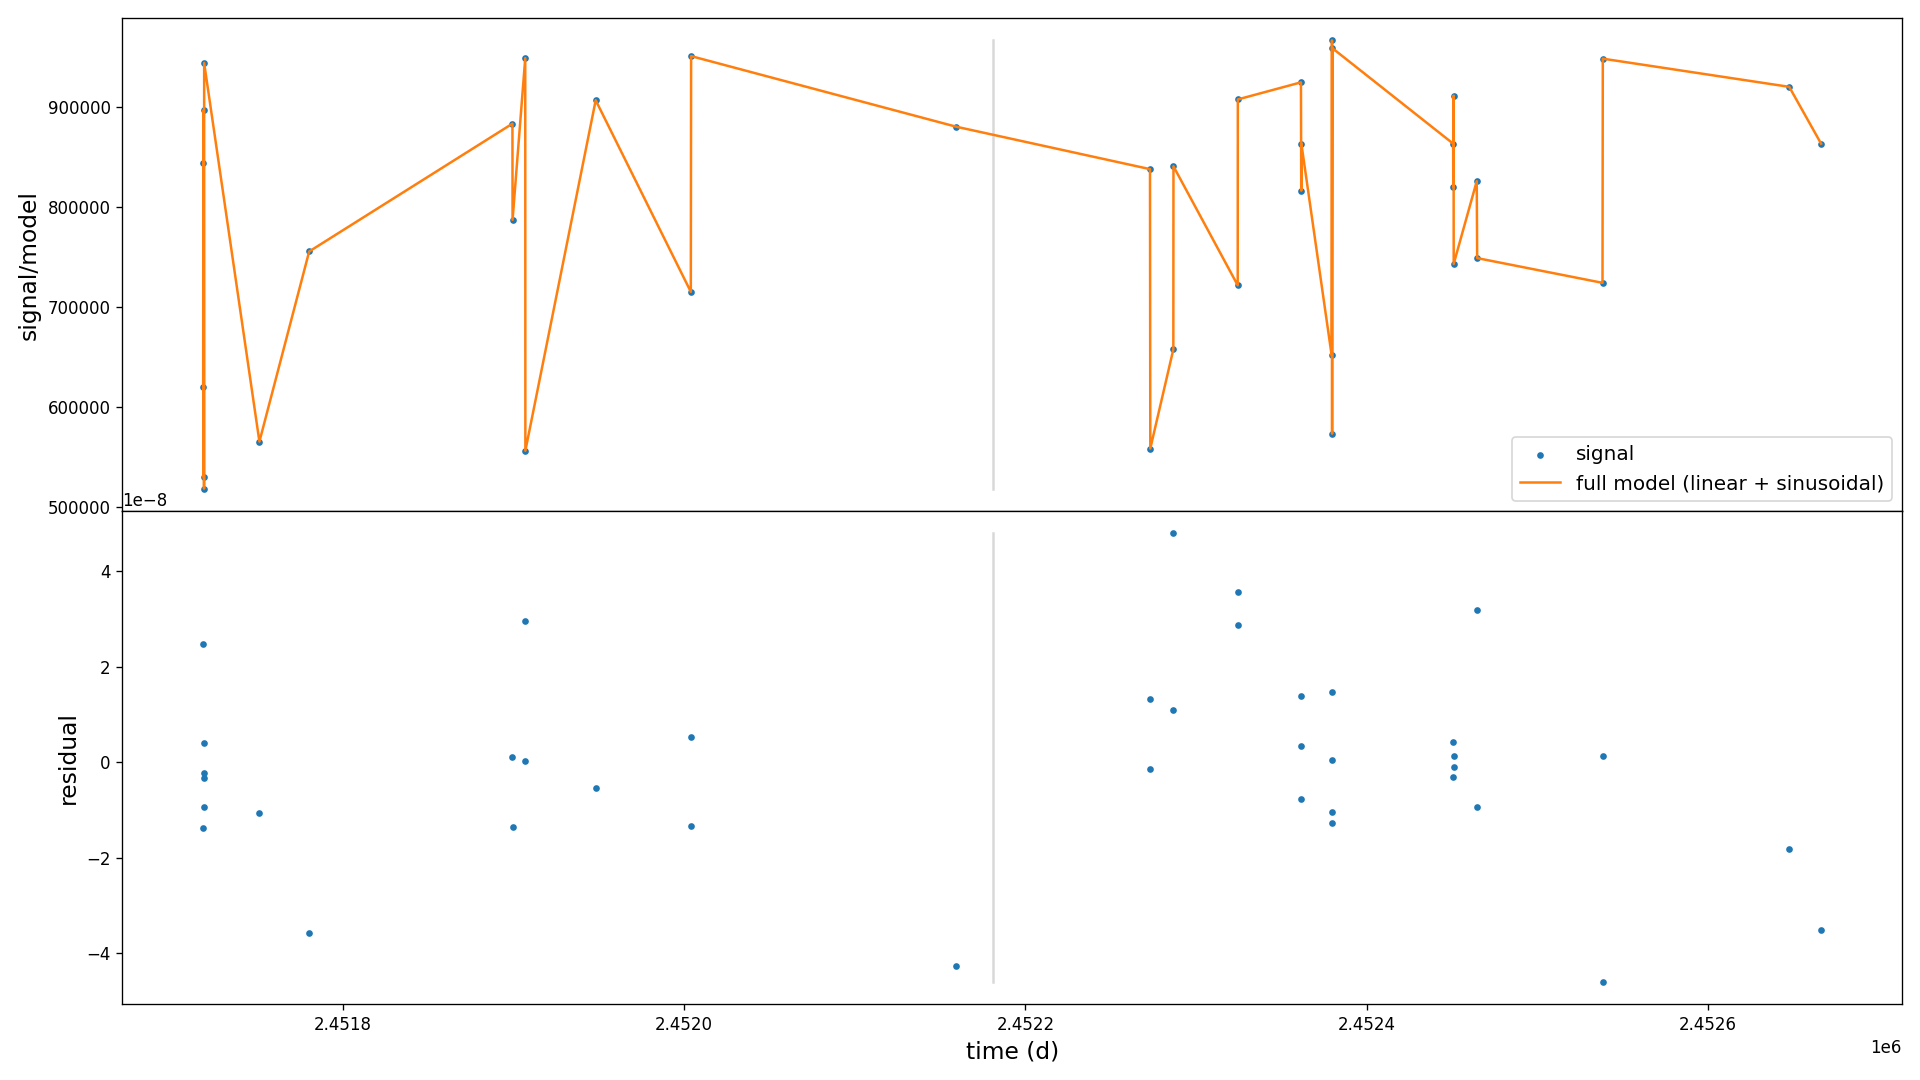 signal/model
900000
800000
700000
600000
500000
signal
full model (linear + sinusoidal)
1e−8
residual
4
2
0
−2
−4
2.4518
2.4520
2.4522
2.4524
2.4526
time (d)
1e6